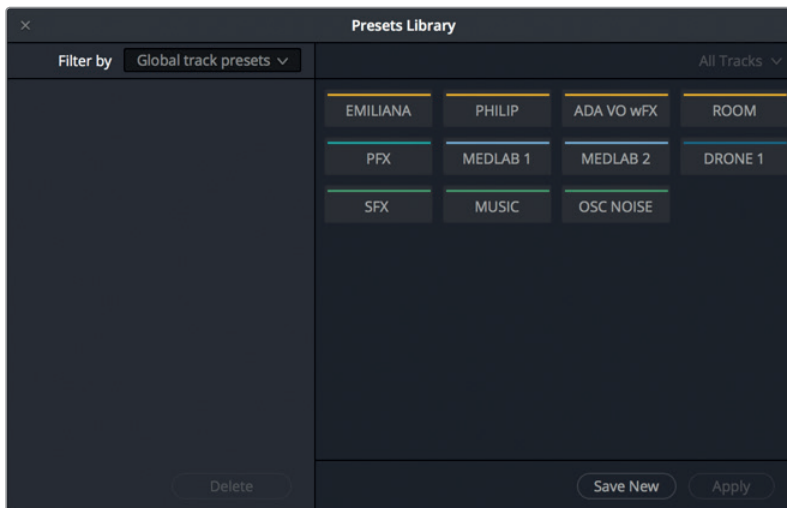 Presets Library
Filter by Global track presets All Tracks
EMILIANA PHILIP ADA VO wFX ROOM
PFX MEDLAB 1 MEDLAB 2 DRONE 1
SFX MUSIC OSC NOISE
Delete Save New Apply